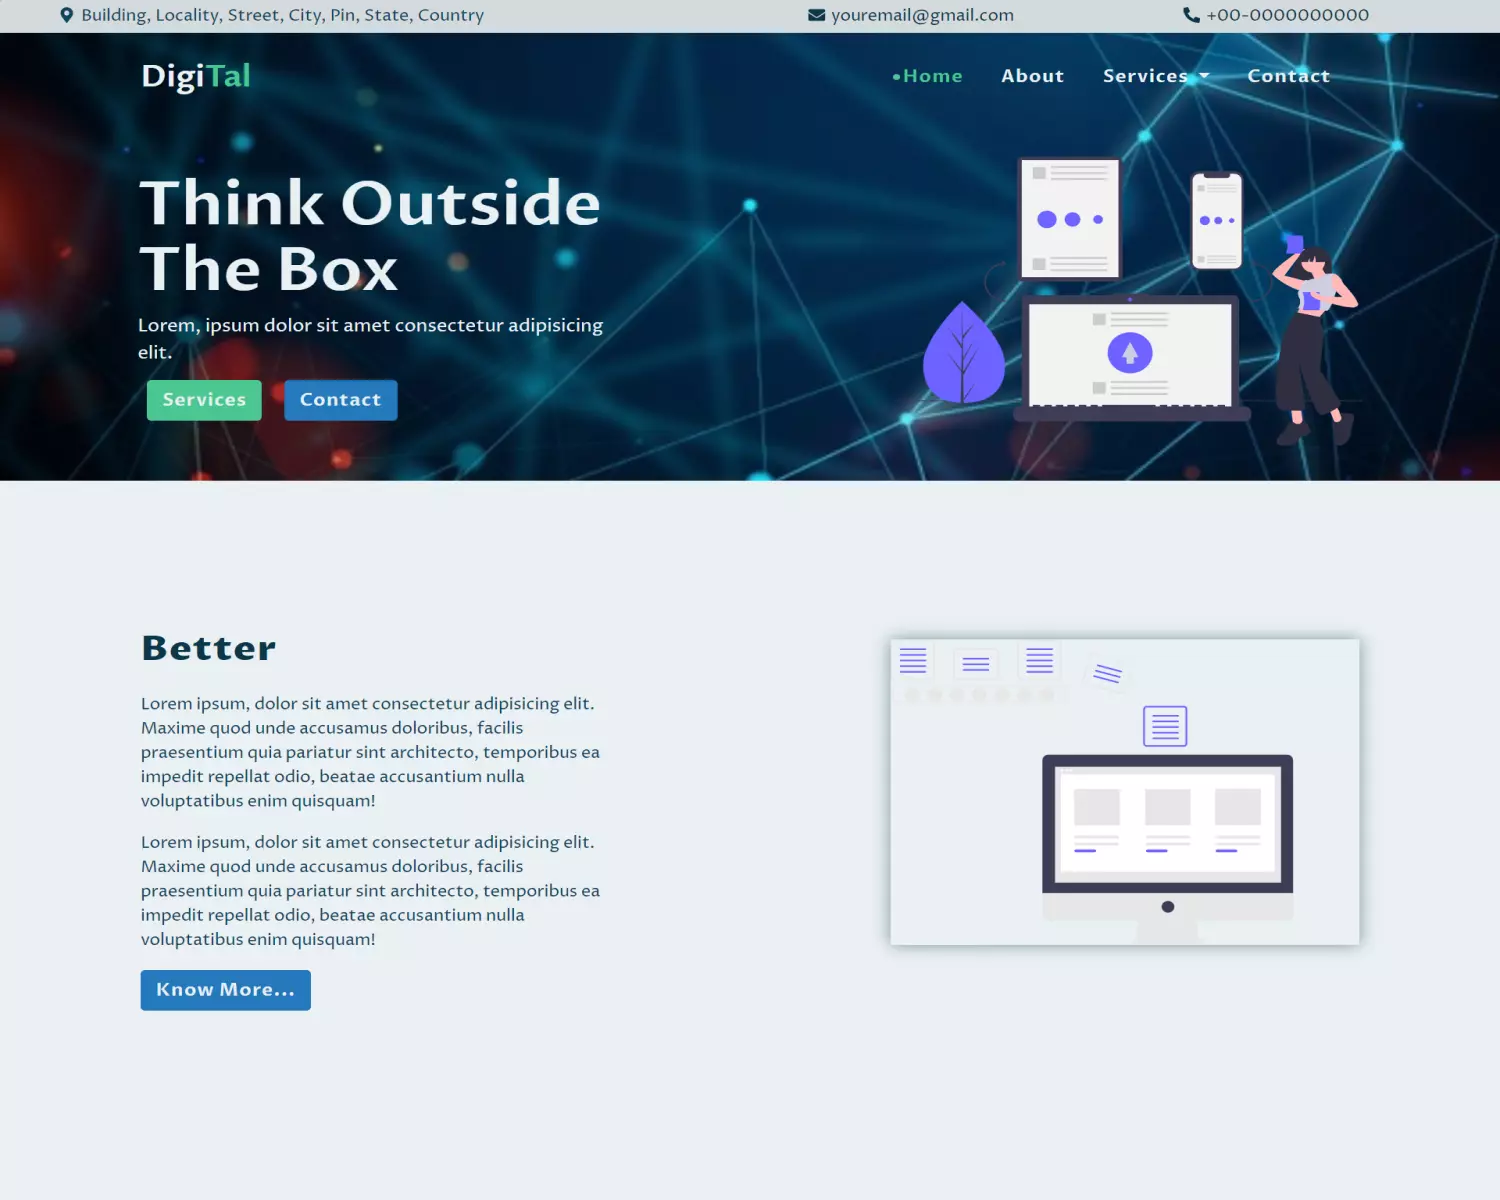 Building, Locality, Street, City, Pin, State, Country
youremail@gmail.com
+00-0000000000
DigiTal
•Home
About
Services
Contact
Think Outside
The Box
Lorem, ipsum dolor sit amet consectetur adipisicing
elit.
Services
Contact
Better
Lorem ipsum, dolor sit amet consectetur adipisicing elit.
Maxime quod unde accusamus doloribus, facilis
praesentium quia pariatur sint architecto, temporibus ea
impedit repellat odio, beatae accusantium nulla
voluptatibus enim quisquam!
Lorem ipsum, dolor sit amet consectetur adipisicing elit.
Maxime quod unde accusamus doloribus, facilis
praesentium quia pariatur sint architecto, temporibus ea
impedit repellat odio, beatae accusantium nulla
voluptatibus enim quisquam!
Know More...